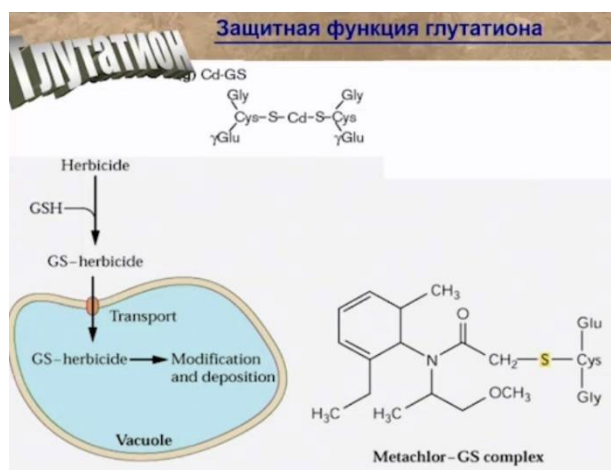 Защитная функция глутатиона
Глутатион
Cd-GS
Gly
Gly
Cys–S–Cd–S–Cys
γGlu
γGlu
Herbicide
GSH
GS–herbicide
Transport
GS–herbicide
Modification
and deposition
Vacuole
CH₃
O
Glu
N
CH₂
S
Cys
OCH₃
Gly
H₃C
H₃C
Metachlor–GS complex